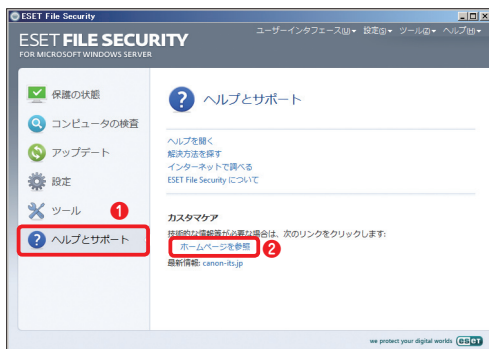 ESET File Security
ESET FILE SECURITY
FOR MICROSOFT WINDOWS SERVER
ユーザーインタフェース(U)▾ 設定(S)▾ ツール(Z)▾ ヘルプ(H)▾
保護の状態
コンピュータの検査
アップデート
設定
ツール
1
ヘルプとサポート
ヘルプとサポート
ヘルプを開く
解決方法を探す
インターネットで調べる
ESET File Security について
カスタマケア
技術的な情報等が必要な場合は、次のリンクをクリックします:
ホームページを参照
2
最新情報: canon-its.jp
we protect your digital worlds eset